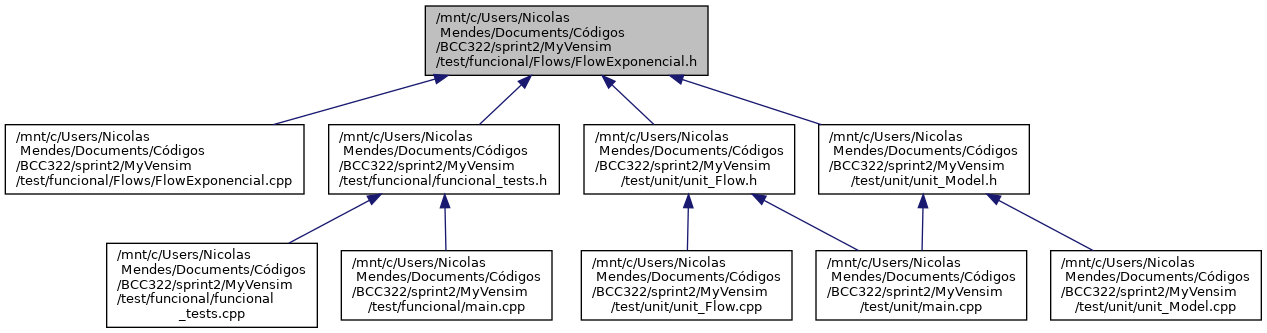 /mnt/c/Users/Nicolas
Mendes/Documents/Códigos
/BCC322/sprint2/MyVensim
/test/funcional/Flows/FlowExponencial.h
/mnt/c/Users/Nicolas
Mendes/Documents/Códigos
/BCC322/sprint2/MyVensim
/test/funcional/Flows/FlowExponencial.cpp
/mnt/c/Users/Nicolas
Mendes/Documents/Códigos
/BCC322/sprint2/MyVensim
/test/funcional/funcional_tests.h
/mnt/c/Users/Nicolas
Mendes/Documents/Códigos
/BCC322/sprint2/MyVensim
/test/unit/unit_Flow.h
/mnt/c/Users/Nicolas
Mendes/Documents/Códigos
/BCC322/sprint2/MyVensim
/test/unit/unit_Model.h
/mnt/c/Users/Nicolas
Mendes/Documents/Códigos
/BCC322/sprint2/MyVensim
/test/funcional/funcional
_tests.cpp
/mnt/c/Users/Nicolas
Mendes/Documents/Códigos
/BCC322/sprint2/MyVensim
/test/funcional/main.cpp
/mnt/c/Users/Nicolas
Mendes/Documents/Códigos
/BCC322/sprint2/MyVensim
/test/unit/unit_Flow.cpp
/mnt/c/Users/Nicolas
Mendes/Documents/Códigos
/BCC322/sprint2/MyVensim
/test/unit/main.cpp
/mnt/c/Users/Nicolas
Mendes/Documents/Códigos
/BCC322/sprint2/MyVensim
/test/unit/unit_Model.cpp